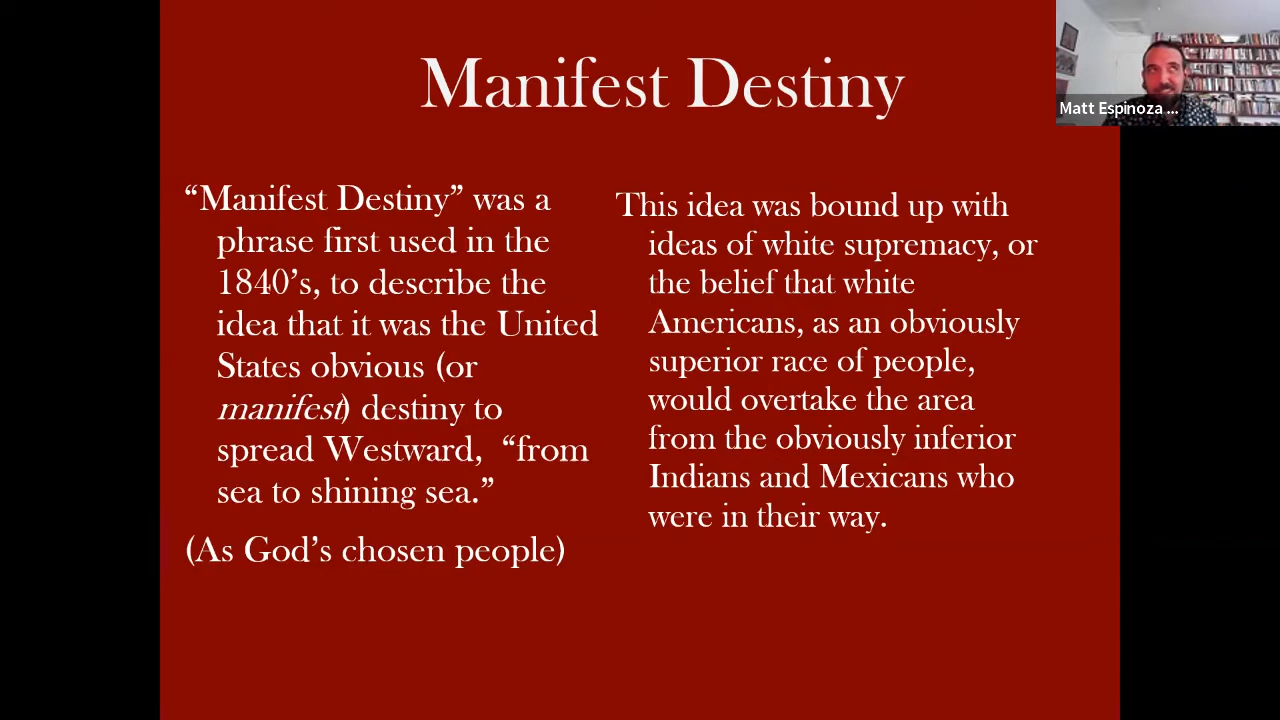 Manifest Destiny
Matt Espinoza ...
“Manifest Destiny” was a
phrase first used in the
1840’s, to describe the
idea that it was the United
States obvious (or
manifest) destiny to
spread Westward, “from
sea to shining sea.”
(As God’s chosen people)
This idea was bound up with
ideas of white supremacy, or
the belief that white
Americans, as an obviously
superior race of people,
would overtake the area
from the obviously inferior
Indians and Mexicans who
were in their way.